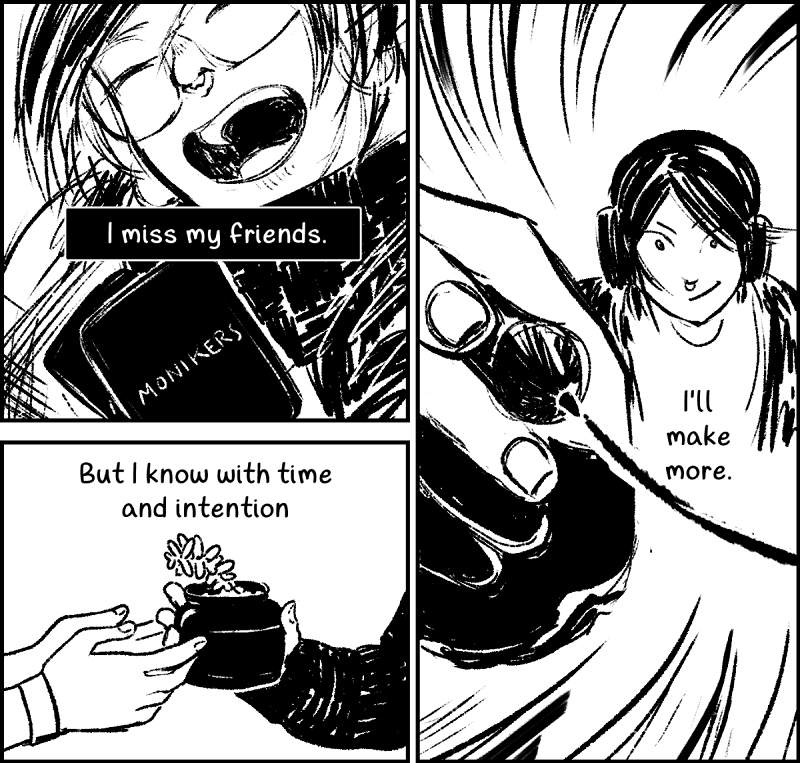 I miss my friends.
MONIKERS
But I know with time
and intention
I'll
make
more.